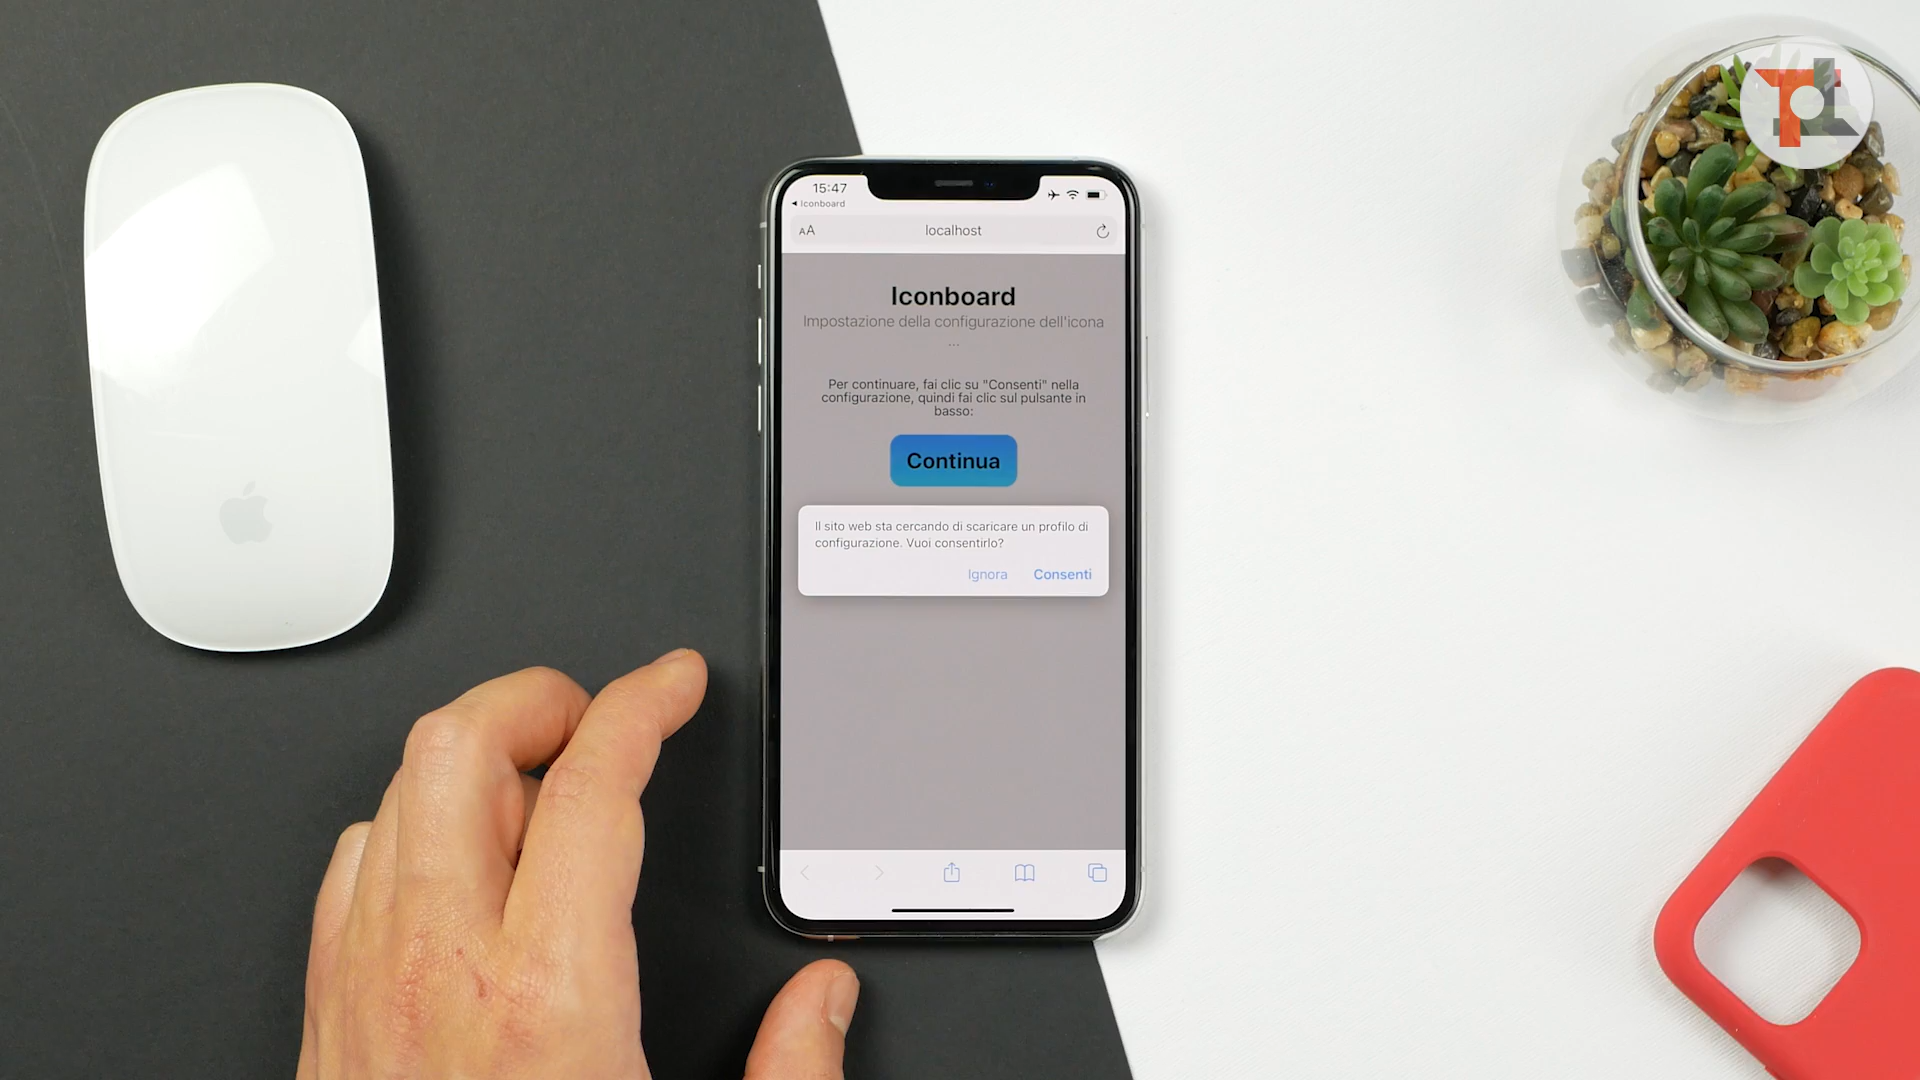 15:47
◀ Iconboard
AA
localhost
Iconboard
Impostazione della configurazione dell'icona
...
Per continuare, fai clic su "Consenti" nella
configurazione, quindi fai clic sul pulsante in
basso:
Continua
Il sito web sta cercando di scaricare un profilo di
configurazione. Vuoi consentirlo?
Ignora Consenti